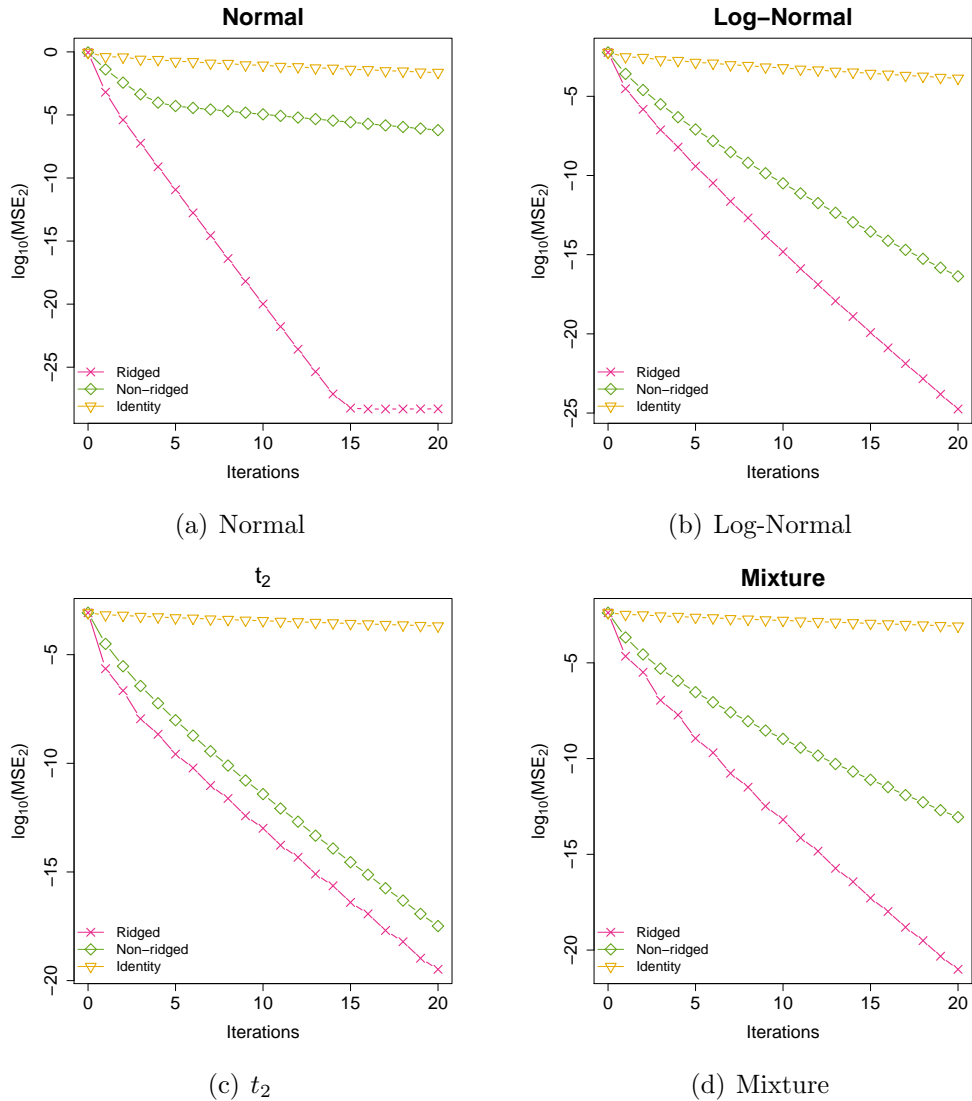 Normal
log10(MSE2)
0
−5
−10
−15
−20
−25
Ridged
Non−ridged
Identity
0 5 10 15 20
Iterations
(a) Normal
Log−Normal
log10(MSE2)
−5
−10
−15
−20
−25
Ridged
Non−ridged
Identity
0 5 10 15 20
Iterations
(b) Log-Normal
t2
log10(MSE2)
−5
−10
−15
−20
Ridged
Non−ridged
Identity
0 5 10 15 20
Iterations
(c) t2
Mixture
log10(MSE2)
−5
−10
−15
−20
Ridged
Non−ridged
Identity
0 5 10 15 20
Iterations
(d) Mixture